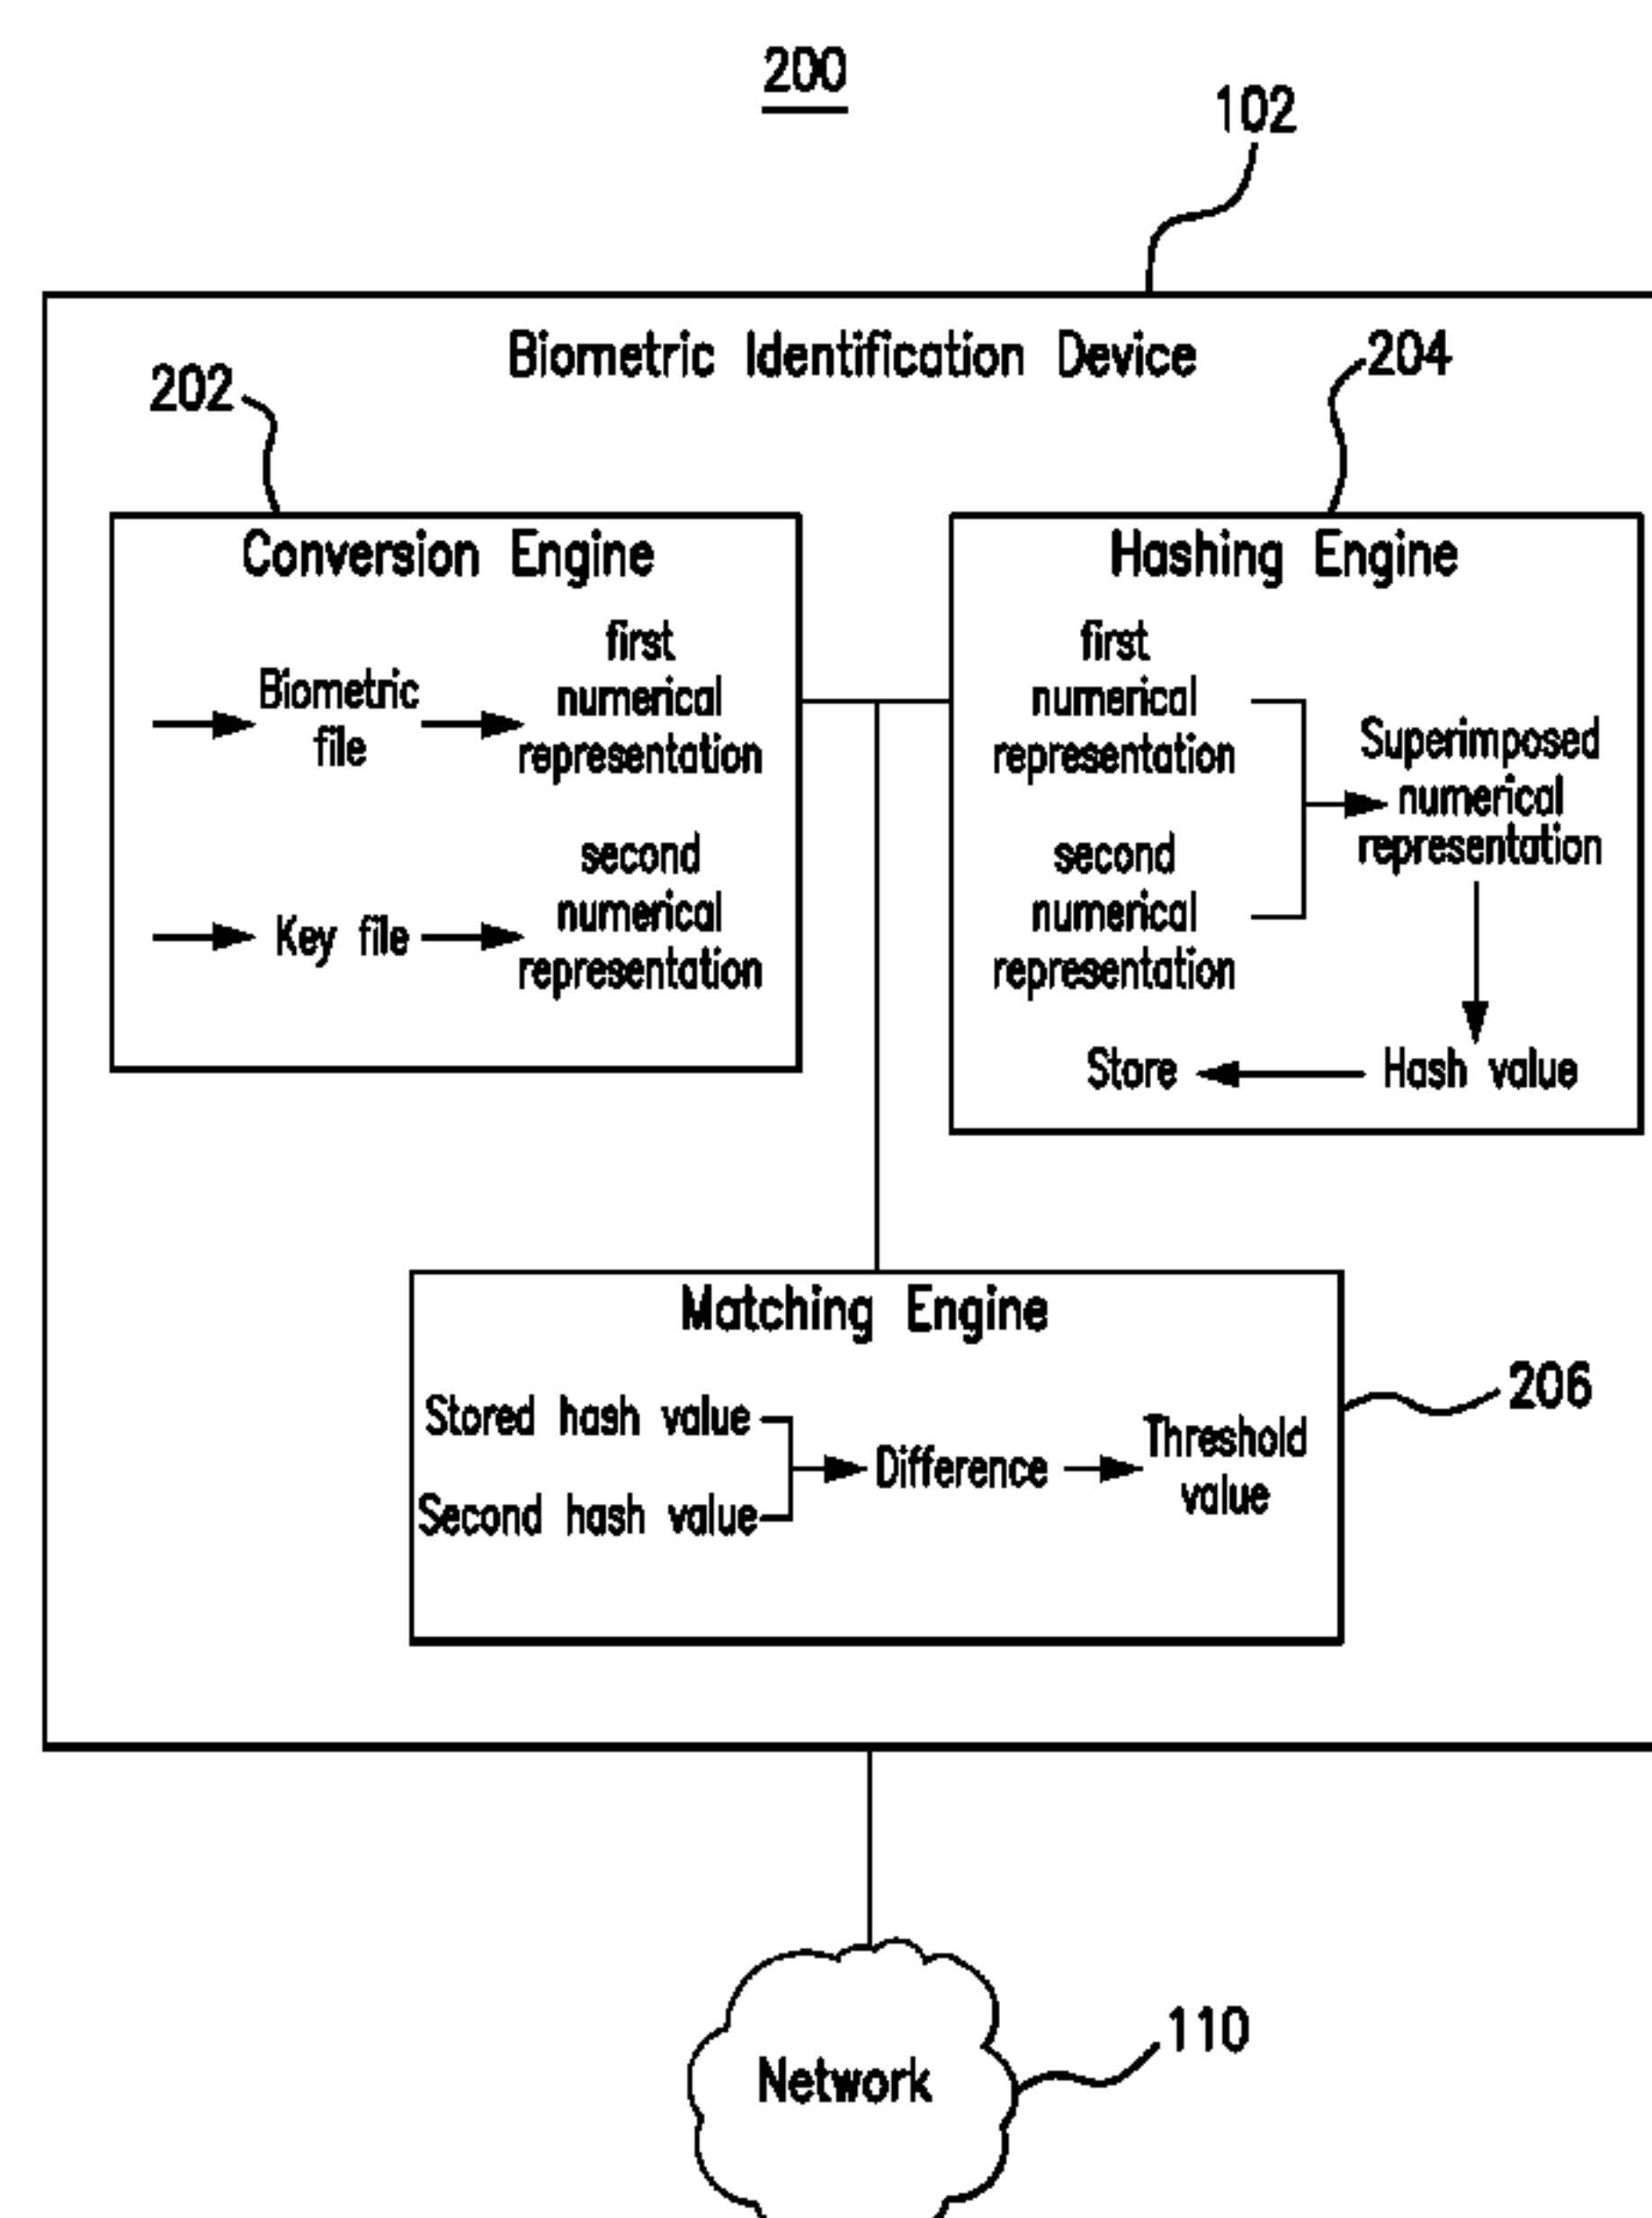 200
102
Biometric Identification Device
202
204
Conversion Engine
Biometric
file
first
numerical
representation
Key file
second
numerical
representation
Hashing Engine
first
numerical
representation
second
numerical
representation
Superimposed
numerical
representation
Hash value
Store
Matching Engine
206
Stored hash value
Second hash value
Difference
Threshold
value
Network
110